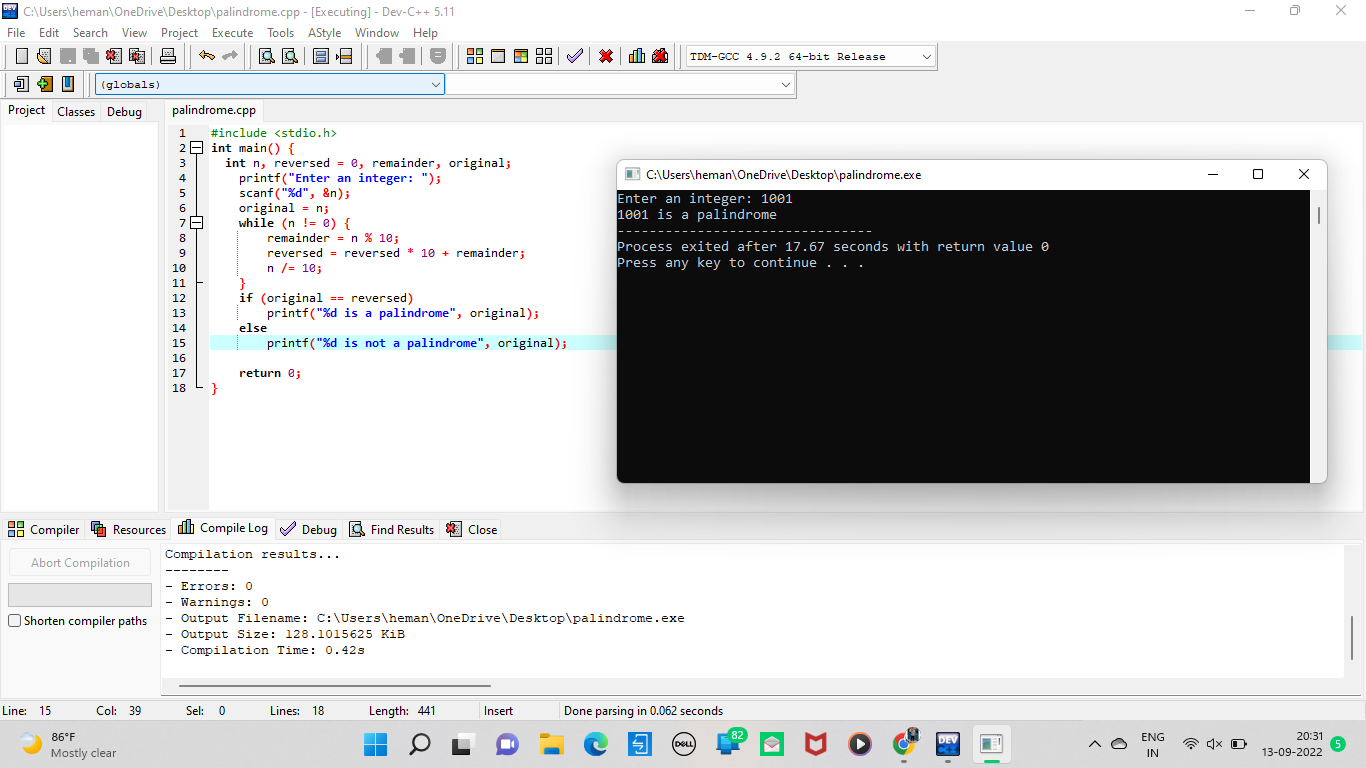 C:\Users\heman\OneDrive\Desktop\palindrome.cpp - [Executing] - Dev-C++ 5.11
File Edit Search View Project Execute Tools AStyle Window Help
TDM-GCC 4.9.2 64-bit Release
(globals)
Project Classes Debug
palindrome.cpp
1 #include <stdio.h>
2 int main() {
3 int n, reversed = 0, remainder, original;
4 printf("Enter an integer: ");
5 scanf("%d", &n);
6 original = n;
7 while (n != 0) {
8 remainder = n % 10;
9 reversed = reversed * 10 + remainder;
10 n /= 10;
11 }
12 if (original == reversed)
13 printf("%d is a palindrome", original);
14 else
15 printf("%d is not a palindrome", original);
16
17 return 0;
18 }
C:\Users\heman\OneDrive\Desktop\palindrome.exe
Enter an integer: 1001
1001 is a palindrome
--------------------------------
Process exited after 17.67 seconds with return value 0
Press any key to continue . . .
Compiler Resources Compile Log Debug Find Results Close
Abort Compilation
Shorten compiler paths
Compilation results...
--------
- Errors: 0
- Warnings: 0
- Output Filename: C:\Users\heman\OneDrive\Desktop\palindrome.exe
- Output Size: 128.1015625 KiB
- Compilation Time: 0.42s
Line: 15 Col: 39 Sel: 0 Lines: 18 Length: 441 Insert Done parsing in 0.062 seconds
86°F
Mostly clear
DELL
82
DEV
ENG
IN
20:31
13-09-2022
5